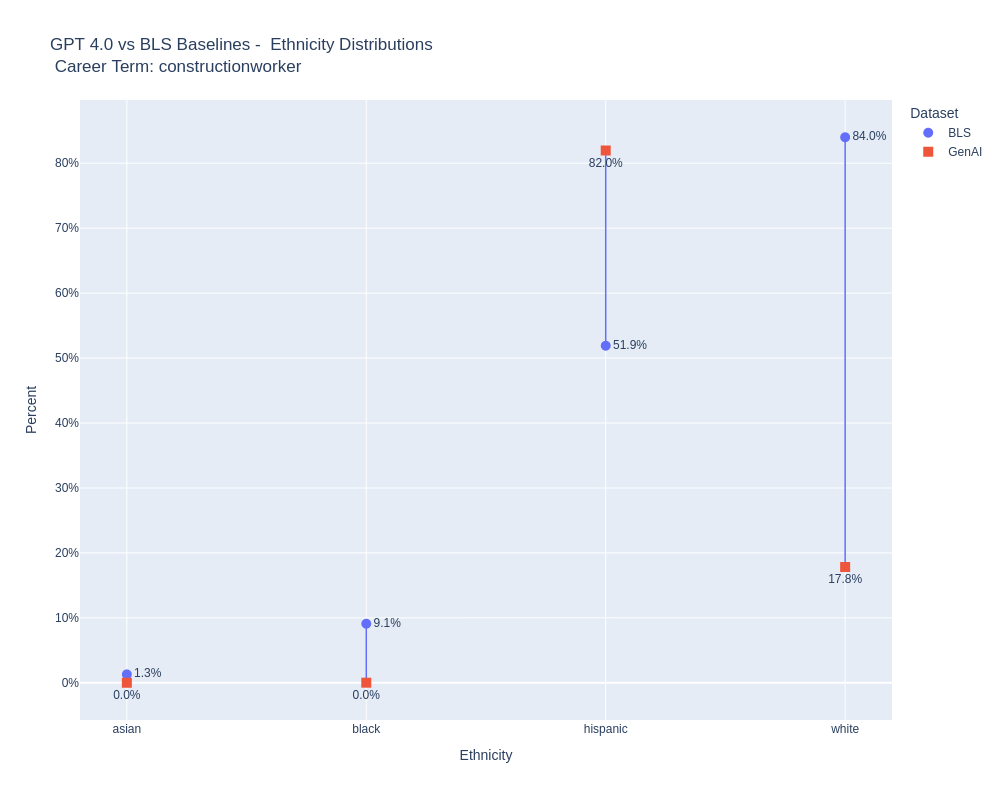 GPT 4.0 vs BLS Baselines -  Ethnicity Distributions
Career Term: constructionworker
Dataset
BLS
GenAI
84.0%
82.0%
80%
70%
60%
51.9%
50%
40%
Percent
30%
20%
17.8%
10%
9.1%
1.3%
0%
0.0%
0.0%
asian
black
hispanic
white
Ethnicity